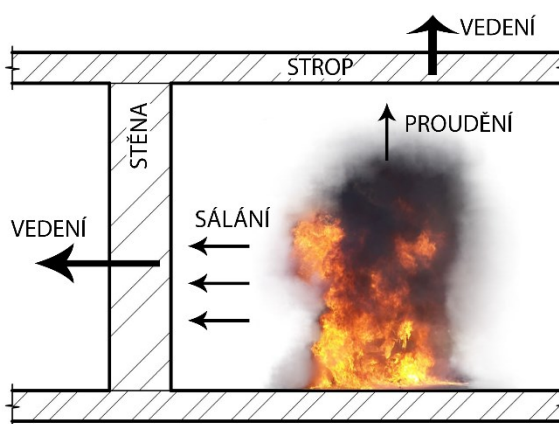 VEDENÍ
STROP
STĚNA
PROUDĚNÍ
SÁLÁNÍ
VEDENÍ